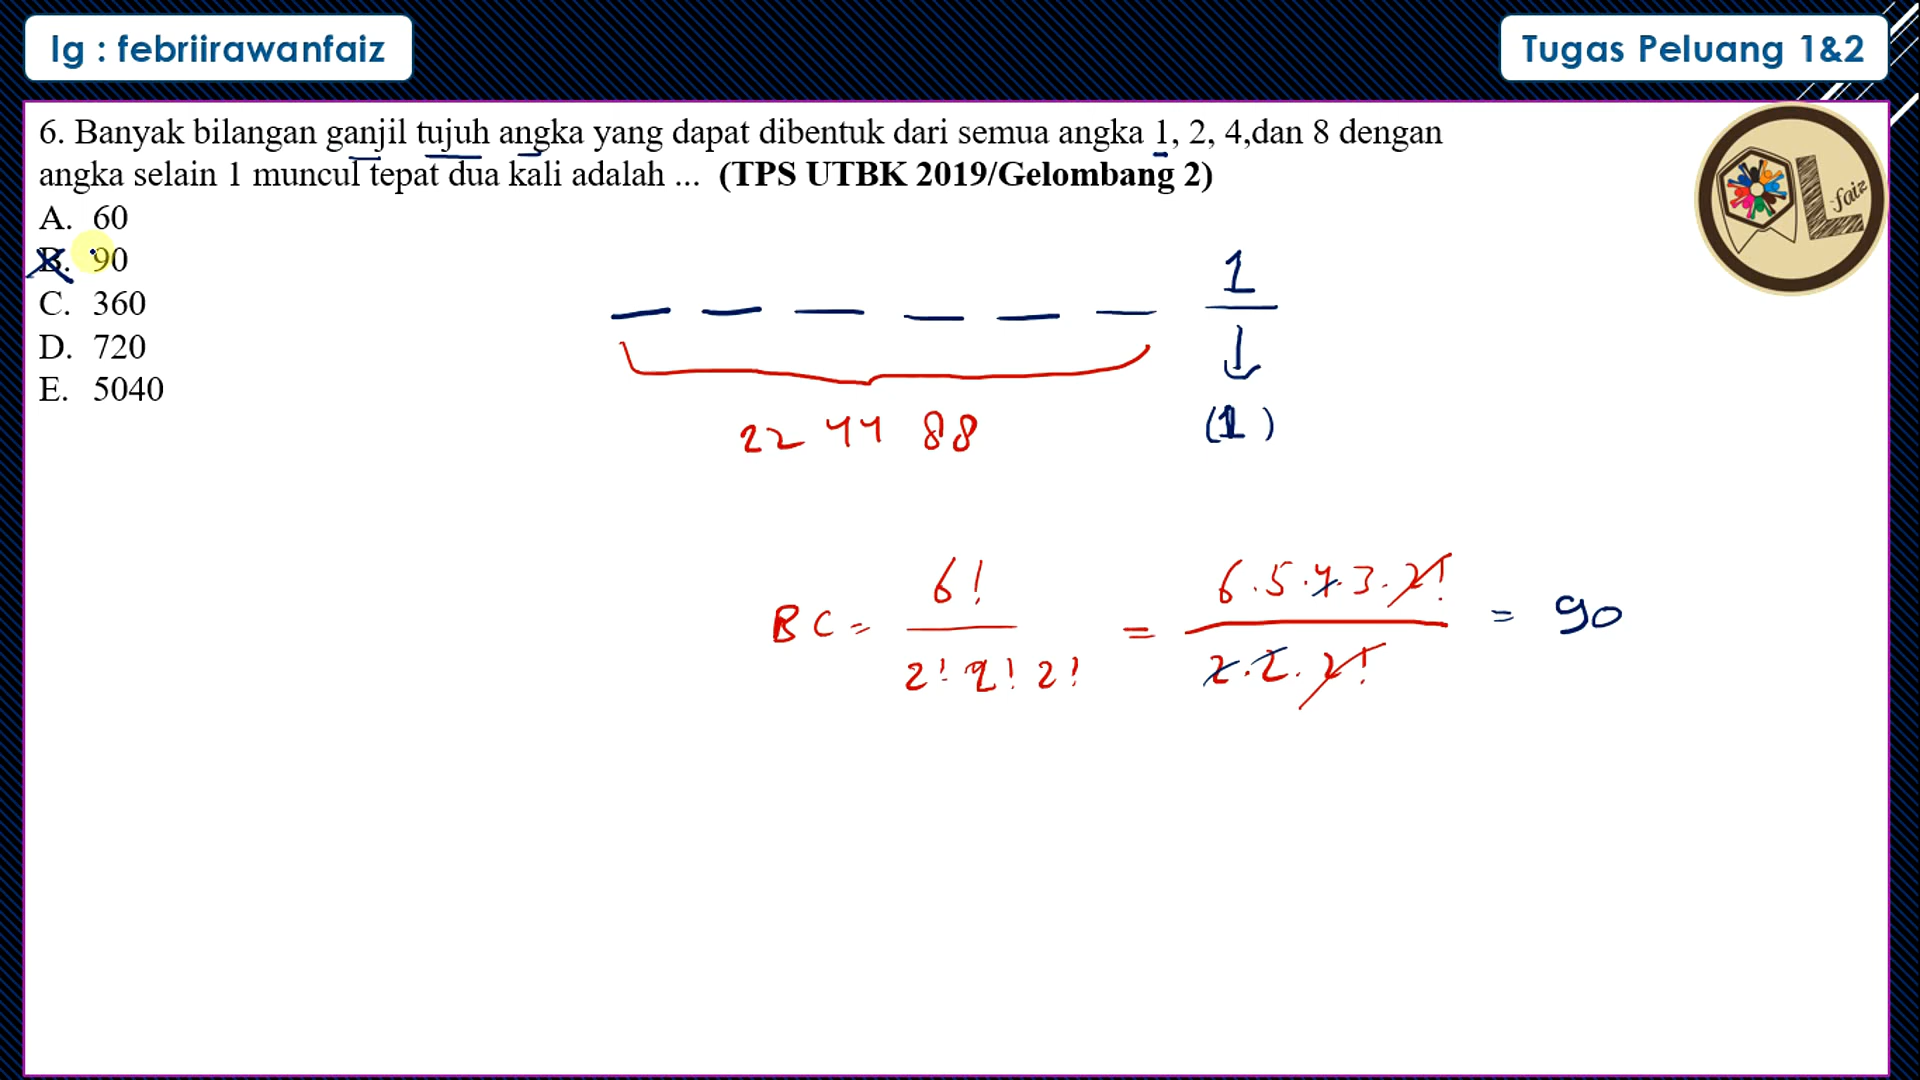 Ig : febriirawanfaiz
Tugas Peluang 1&2
6. Banyak bilangan ganjil tujuh angka yang dapat dibentuk dari semua angka 1, 2, 4,dan 8 dengan
angka selain 1 muncul tepat dua kali adalah ... (TPS UTBK 2019/Gelombang 2)
A. 60
B. 90
C. 360
D. 720
E. 5040
faiz
1
(1)
22 44 88
BC = 6! / 2! 2! 2! = 6.5.4.3.2! / 2.2.2! = 90